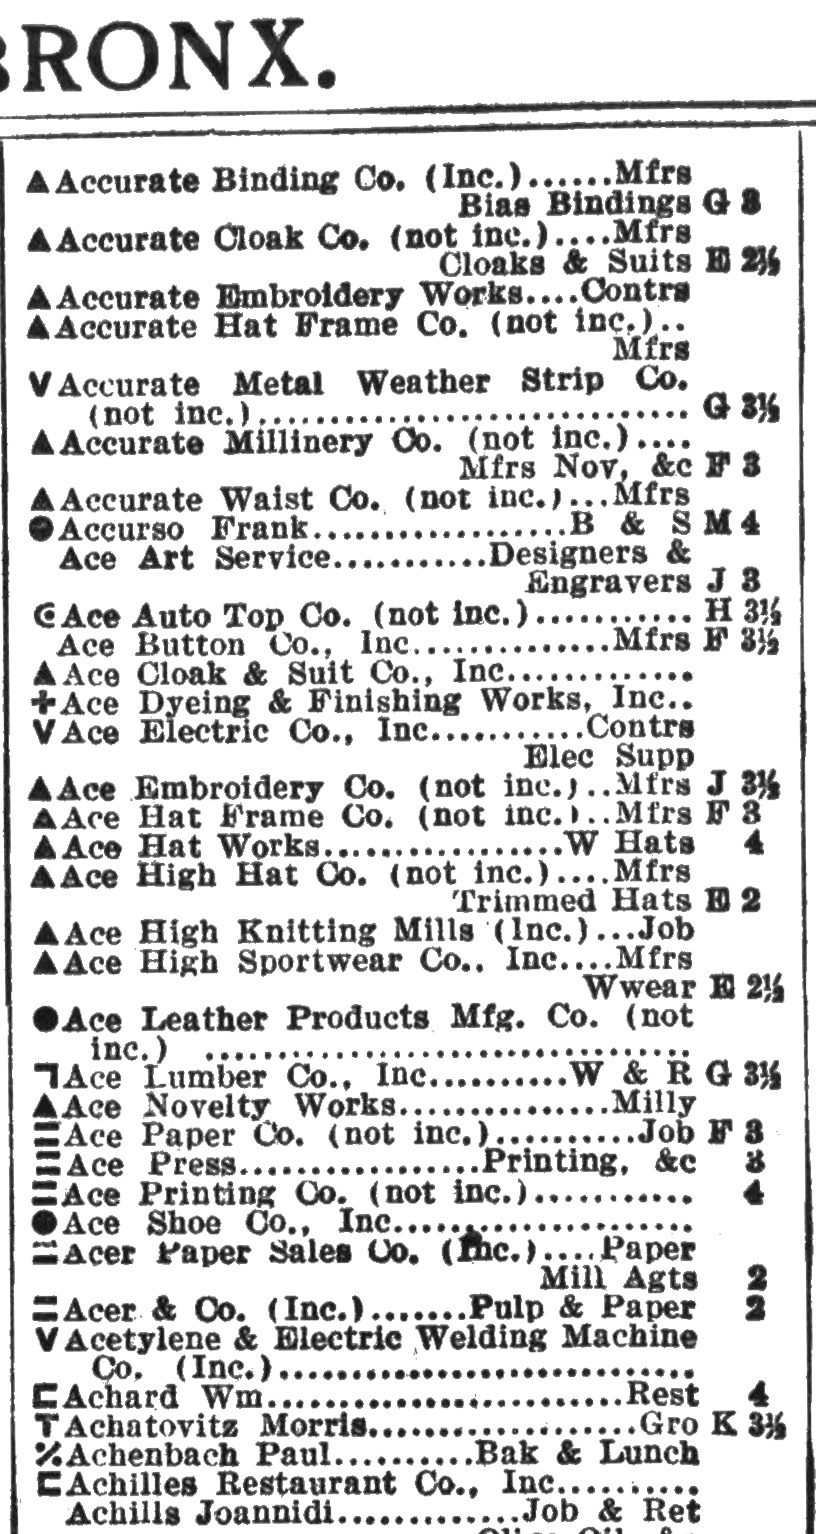 BRONX.
▲Accurate Binding Co. (Inc.)......Mfrs
Bias Bindings G 3
▲Accurate Cloak Co. (not inc.)....Mfrs
Cloaks & Suits E 2½
▲Accurate Embroidery Works....Contrs
▲Accurate Hat Frame Co. (not inc.)..
Mfrs
V Accurate Metal Weather Strip Co.
(not inc.).............................. G 3½
▲Accurate Millinery Co. (not inc.)....
Mfrs Nov, &c F 3
▲Accurate Waist Co. (not inc.)...Mfrs
Accurso Frank..................B & S M 4
Ace Art Service...........Designers &
Engravers J 3
Ace Auto Top Co. (not inc.)........... H 3½
Ace Button Co., Inc..............Mfrs F 3½
▲Ace Cloak & Suit Co., Inc.............
✚Ace Dyeing & Finishing Works, Inc..
V Ace Electric Co., Inc...........Contrs
Elec Supp
▲Ace Embroidery Co. (not inc.)..Mfrs J 3½
▲Ace Hat Frame Co. (not inc.)..Mfrs F 3
▲Ace Hat Works.................W Hats 4
▲Ace High Hat Co. (not inc.)....Mfrs
Trimmed Hats E 2
▲Ace High Knitting Mills (Inc.)...Job
▲Ace High Sportwear Co., Inc....Mfrs
Wwear E 2½
●Ace Leather Products Mfg. Co. (not
inc.) .................................
Ace Lumber Co., Inc..........W & R G 3½
▲Ace Novelty Works...............Milly
Ace Paper Co. (not inc.)..........Job F 3
Ace Press.................Printing, &c 3
Ace Printing Co. (not inc.)........... 4
●Ace Shoe Co., Inc.....................
Acer Paper Sales Co. (Inc.)....Paper
Mill Agts 2
Acer & Co. (Inc.).......Pulp & Paper 2
V Acetylene & Electric Welding Machine
Co. (Inc.).............................
Achard Wm........................Rest 4
T Achatovitz Morris..................Gro K 3½
Achenbach Paul..........Bak & Lunch
Achilles Restaurant Co., Inc..........
Achills Joannidi.............Job & Ret